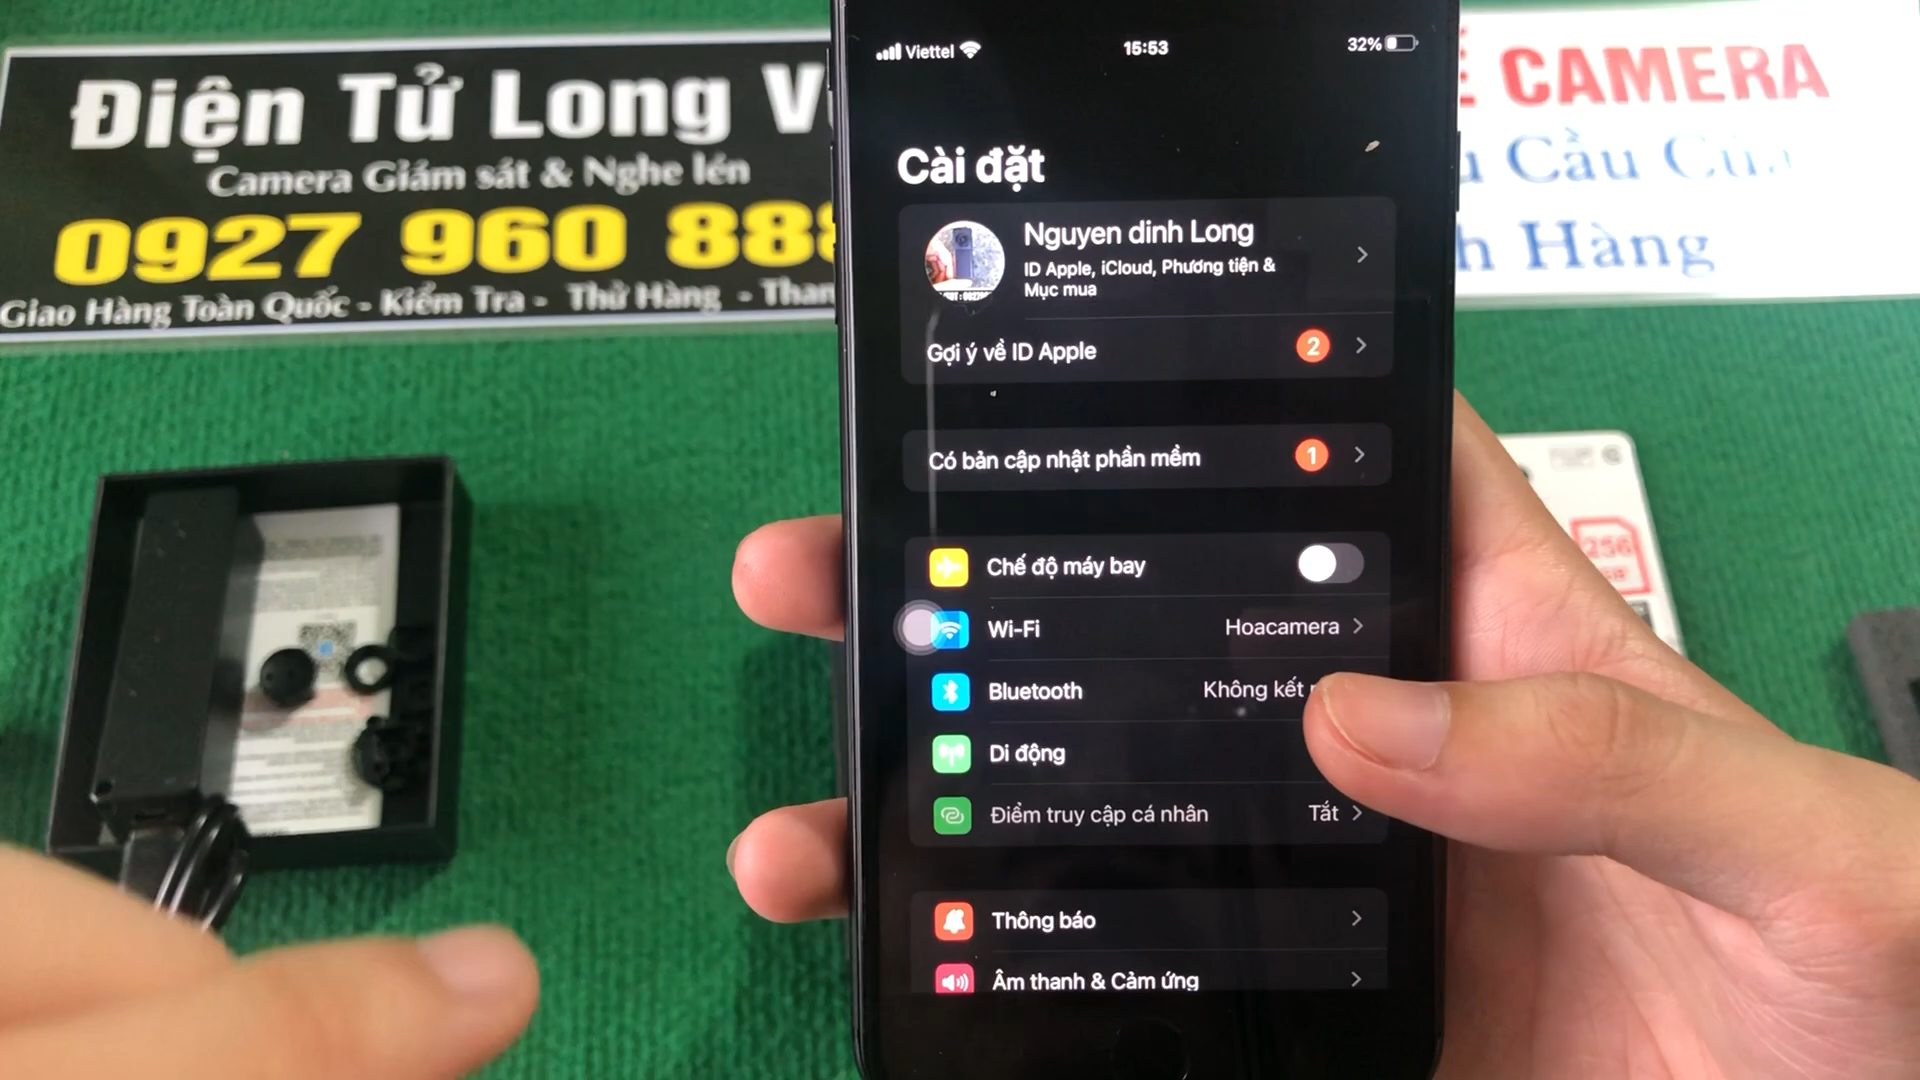 Điện Tử Long V
Camera Giám sát & Nghe lén
0927 960 888
Giao Hàng Toàn Quốc - Kiểm Tra - Thử Hàng - Than
CAMERA
Cầu Của
Hàng
Viettel
15:53
32%
Cài đặt
Nguyen dinh Long
ID Apple, iCloud, Phương tiện &
Mục mua
Gợi ý về ID Apple
2
Có bản cập nhật phần mềm
1
Chế độ máy bay
Wi-Fi
Hoacamera
Bluetooth
Không kết
Di động
Điểm truy cập cá nhân
Tắt
Thông báo
Âm thanh & Cảm ứng
256